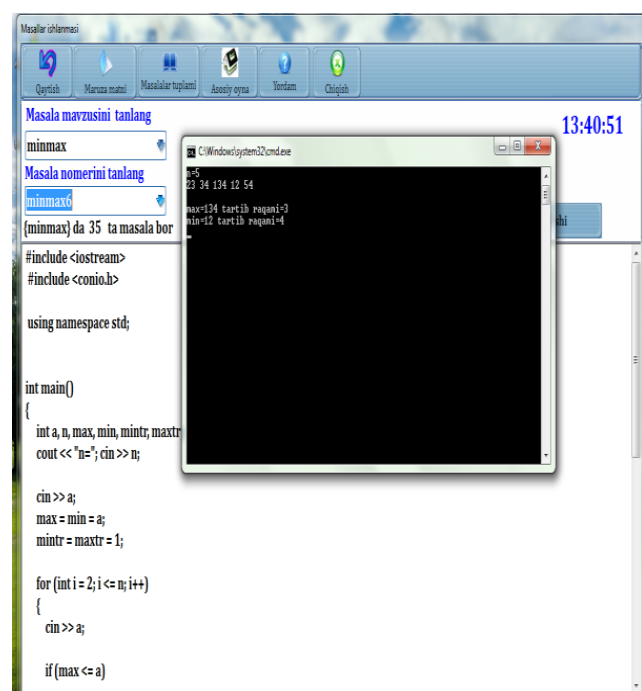 Masallar ishlanmasi
Qaytish Maruza matni Masalalar tuplami Asosiy oyna Yordam Chiqish
Masala mavzusini tanlang
13:40:51
minmax
Masala nomerini tanlang
minmax6
{minmax} da 35 ta masala bor
C:\Windows\system32\cmd.exe
n=5
23 34 134 12 54
max=134 tartib raqami=3
min=12 tartib raqami=4
#include <iostream>
#include <conio.h>
using namespace std;
int main()
{
int a, n, max, min, mintr, maxtr
cout << "n="; cin >> n;
cin >> a;
max = min = a;
mintr = maxtr = 1;
for (int i = 2; i <= n; i++)
{
cin >> a;
if (max <= a)